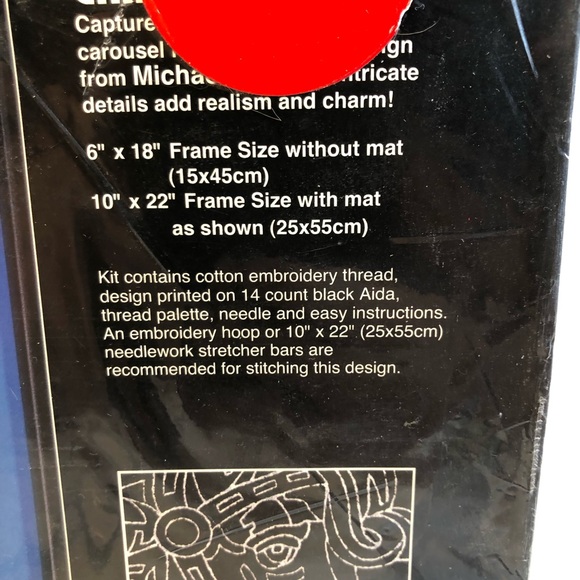 Capture
carousel
from Michae ntricate
details add realism and charm!
6" x 18" Frame Size without mat
(15x45cm)
10" x 22" Frame Size with mat
as shown (25x55cm)
Kit contains cotton embroidery thread,
design printed on 14 count black Aida,
thread palette, needle and easy instructions.
An embroidery hoop or 10" x 22" (25x55cm)
needlework stretcher bars are
recommended for stitching this design.